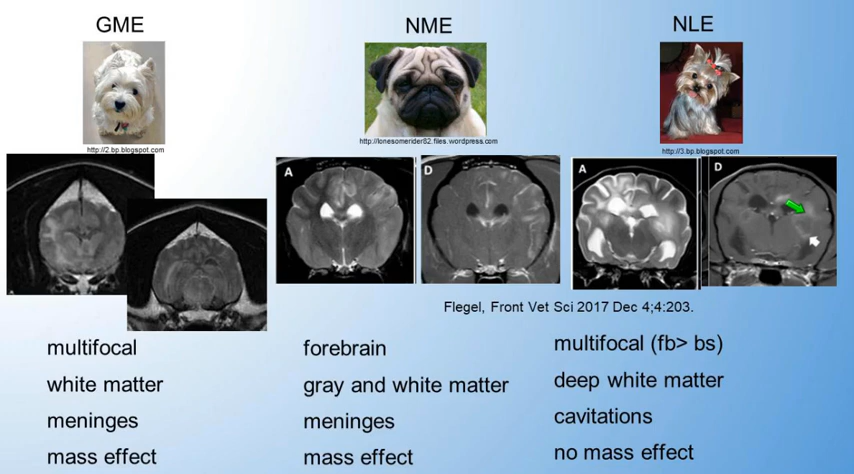 GME
http://2.bp.blogspot.com
multifocal
white matter
meninges
mass effect
NME
http://lonesomerider82.files.wordpress.com
A
D
forebrain
gray and white matter
meninges
mass effect
NLE
http://3.bp.blogspot.com
A
D
Flegel, Front Vet Sci 2017 Dec 4;4:203.
multifocal (fb> bs)
deep white matter
cavitations
no mass effect